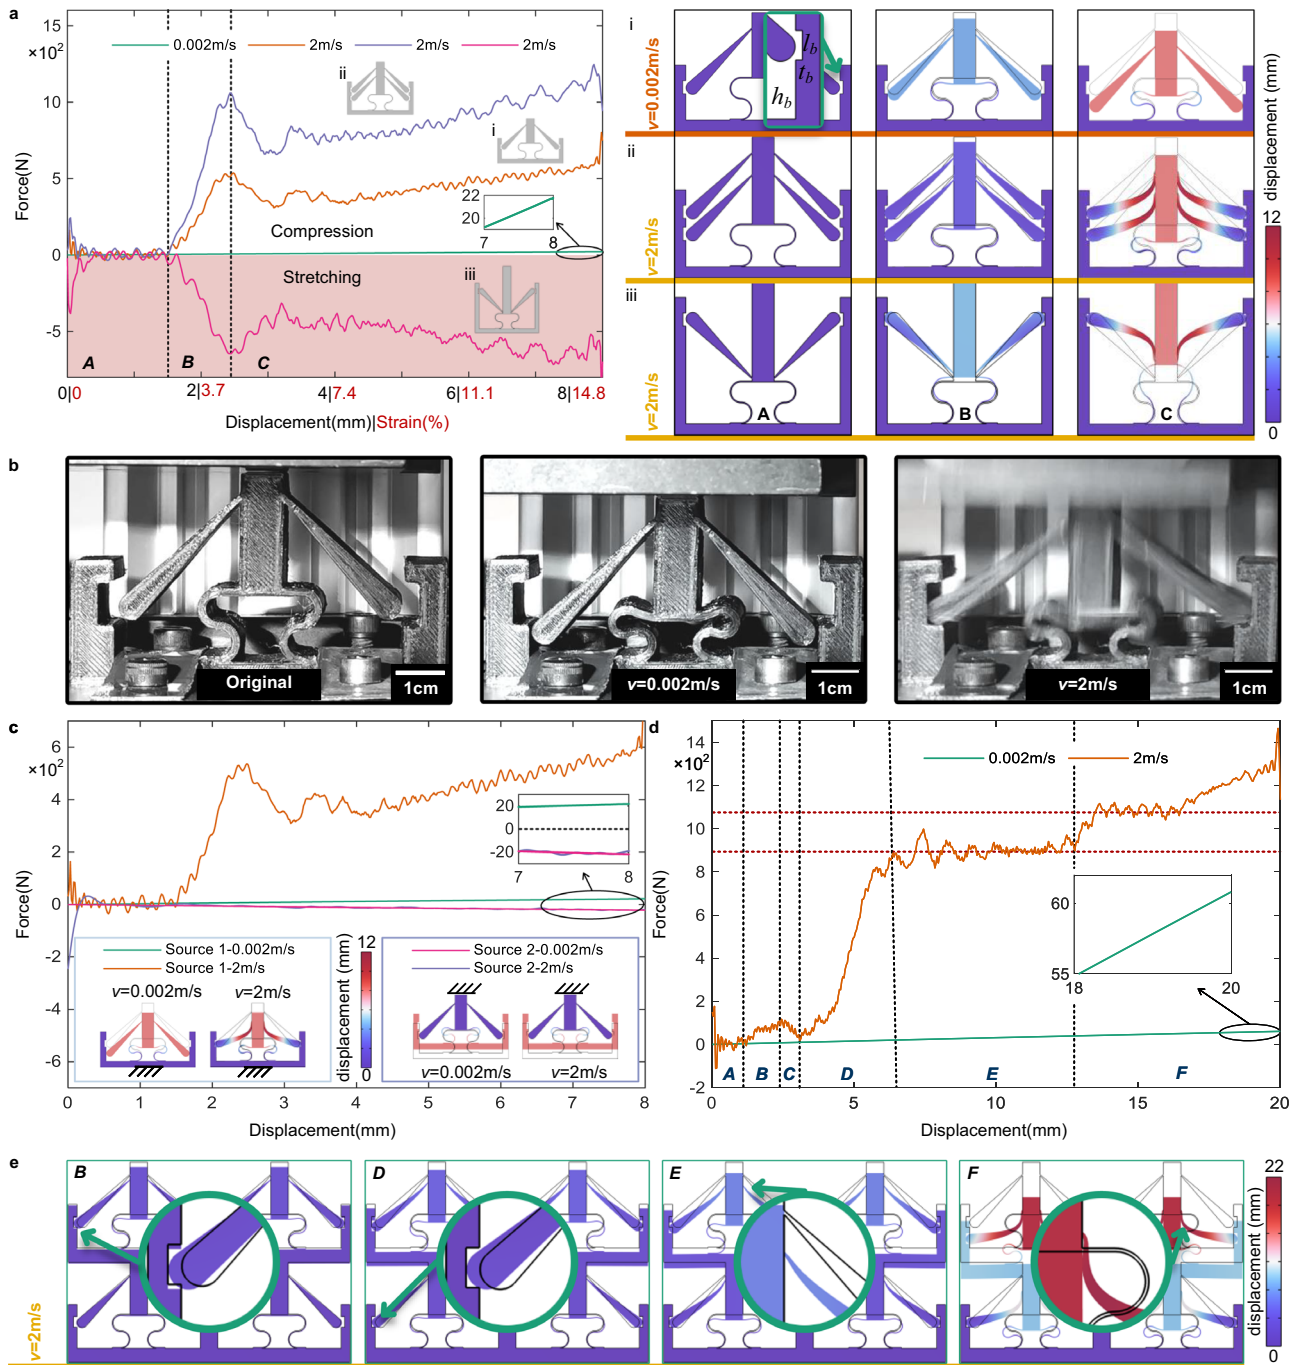 a
15
×10²
10
5
0
-5
Force(N)
0.002m/s
2m/s
2m/s
2m/s
ii
i
22
20
7
8
Compression
Stretching
iii
A
B
C
0|0
2|3.7
4|7.4
6|11.1
8|14.8
Displacement(mm)|Strain(%)
i
v=0.002m/s
l_b
t_b
h_b
ii
v=2m/s
iii
v=2m/s
A
B
C
displacement (mm)
12
0
b
Original
1cm
v=0.002m/s
1cm
v=2m/s
1cm
c
6
×10²
4
2
0
-2
-4
-6
Force(N)
20
0
-20
7
8
Source 1-0.002m/s
Source 1-2m/s
v=0.002m/s
v=2m/s
displacement (mm)
12
0
Source 2-0.002m/s
Source 2-2m/s
v=0.002m/s
v=2m/s
0
1
2
3
4
5
6
7
8
Displacement(mm)
d
14
×10²
12
10
8
6
4
2
0
-2
Force(N)
0.002m/s
2m/s
60
55
18
20
A
B
C
D
E
F
0
5
10
15
20
Displacement(mm)
e
v=2m/s
B
D
E
F
22
displacement (mm)
0